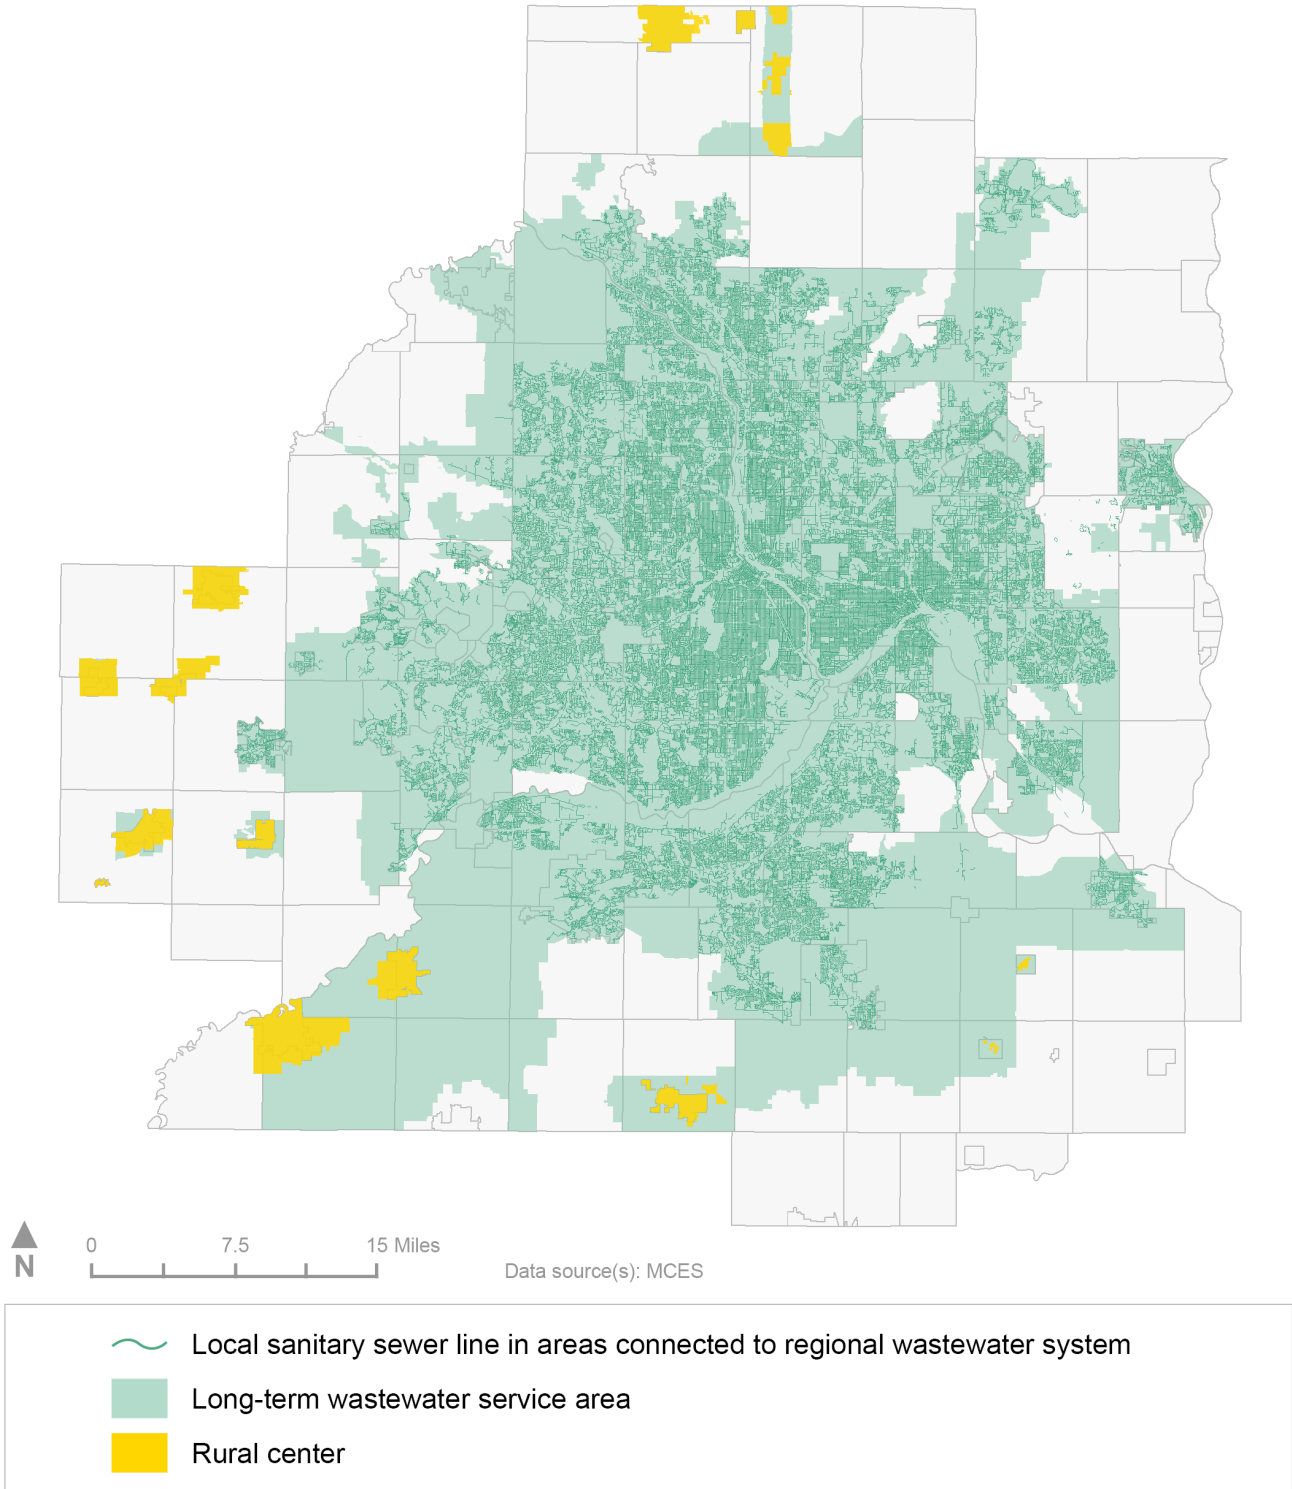 0 7.5 15 Miles
N
Data source(s): MCES
Local sanitary sewer line in areas connected to regional wastewater system
Long-term wastewater service area
Rural center